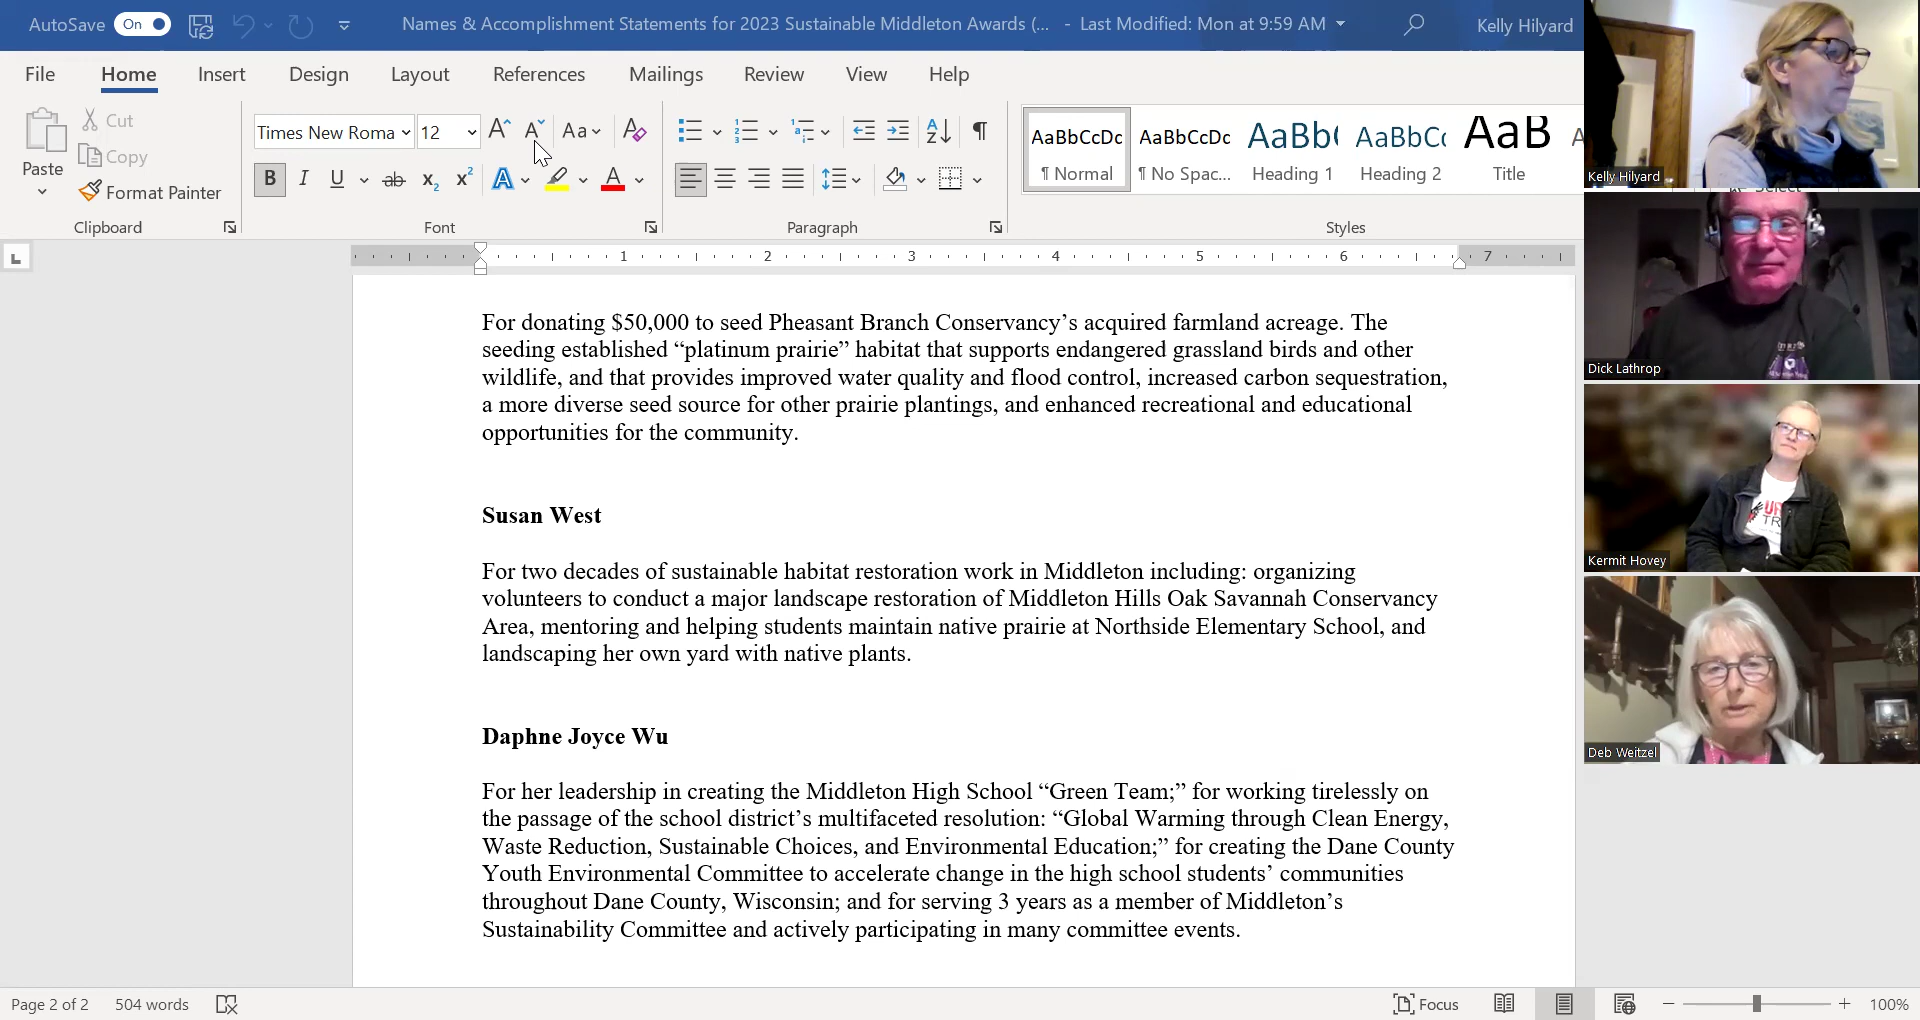 AutoSave On
Names & Accomplishment Statements for 2023 Sustainable Middleton Awards (... - Last Modified: Mon at 9:59 AM
Kelly Hilyard
File Home Insert Design Layout References Mailings Review View Help
Paste
Cut
Copy
Format Painter
Clipboard
Times New Roma 12
Font
Paragraph
AaBbCcDc AaBbCcDc AaBb( AaBbCc AaB
¶ Normal ¶ No Spac... Heading 1 Heading 2 Title
Styles
Select
1 2 3 4 5 6 7
For donating $50,000 to seed Pheasant Branch Conservancy’s acquired farmland acreage. The
seeding established “platinum prairie” habitat that supports endangered grassland birds and other
wildlife, and that provides improved water quality and flood control, increased carbon sequestration,
a more diverse seed source for other prairie plantings, and enhanced recreational and educational
opportunities for the community.
Susan West
For two decades of sustainable habitat restoration work in Middleton including: organizing
volunteers to conduct a major landscape restoration of Middleton Hills Oak Savannah Conservancy
Area, mentoring and helping students maintain native prairie at Northside Elementary School, and
landscaping her own yard with native plants.
Daphne Joyce Wu
For her leadership in creating the Middleton High School “Green Team;” for working tirelessly on
the passage of the school district’s multifaceted resolution: “Global Warming through Clean Energy,
Waste Reduction, Sustainable Choices, and Environmental Education;” for creating the Dane County
Youth Environmental Committee to accelerate change in the high school students’ communities
throughout Dane County, Wisconsin; and for serving 3 years as a member of Middleton’s
Sustainability Committee and actively participating in many committee events.
Kelly Hilyard
Dick Lathrop
Kermit Hovey
Deb Weitzel
Page 2 of 2 504 words
Focus
100%